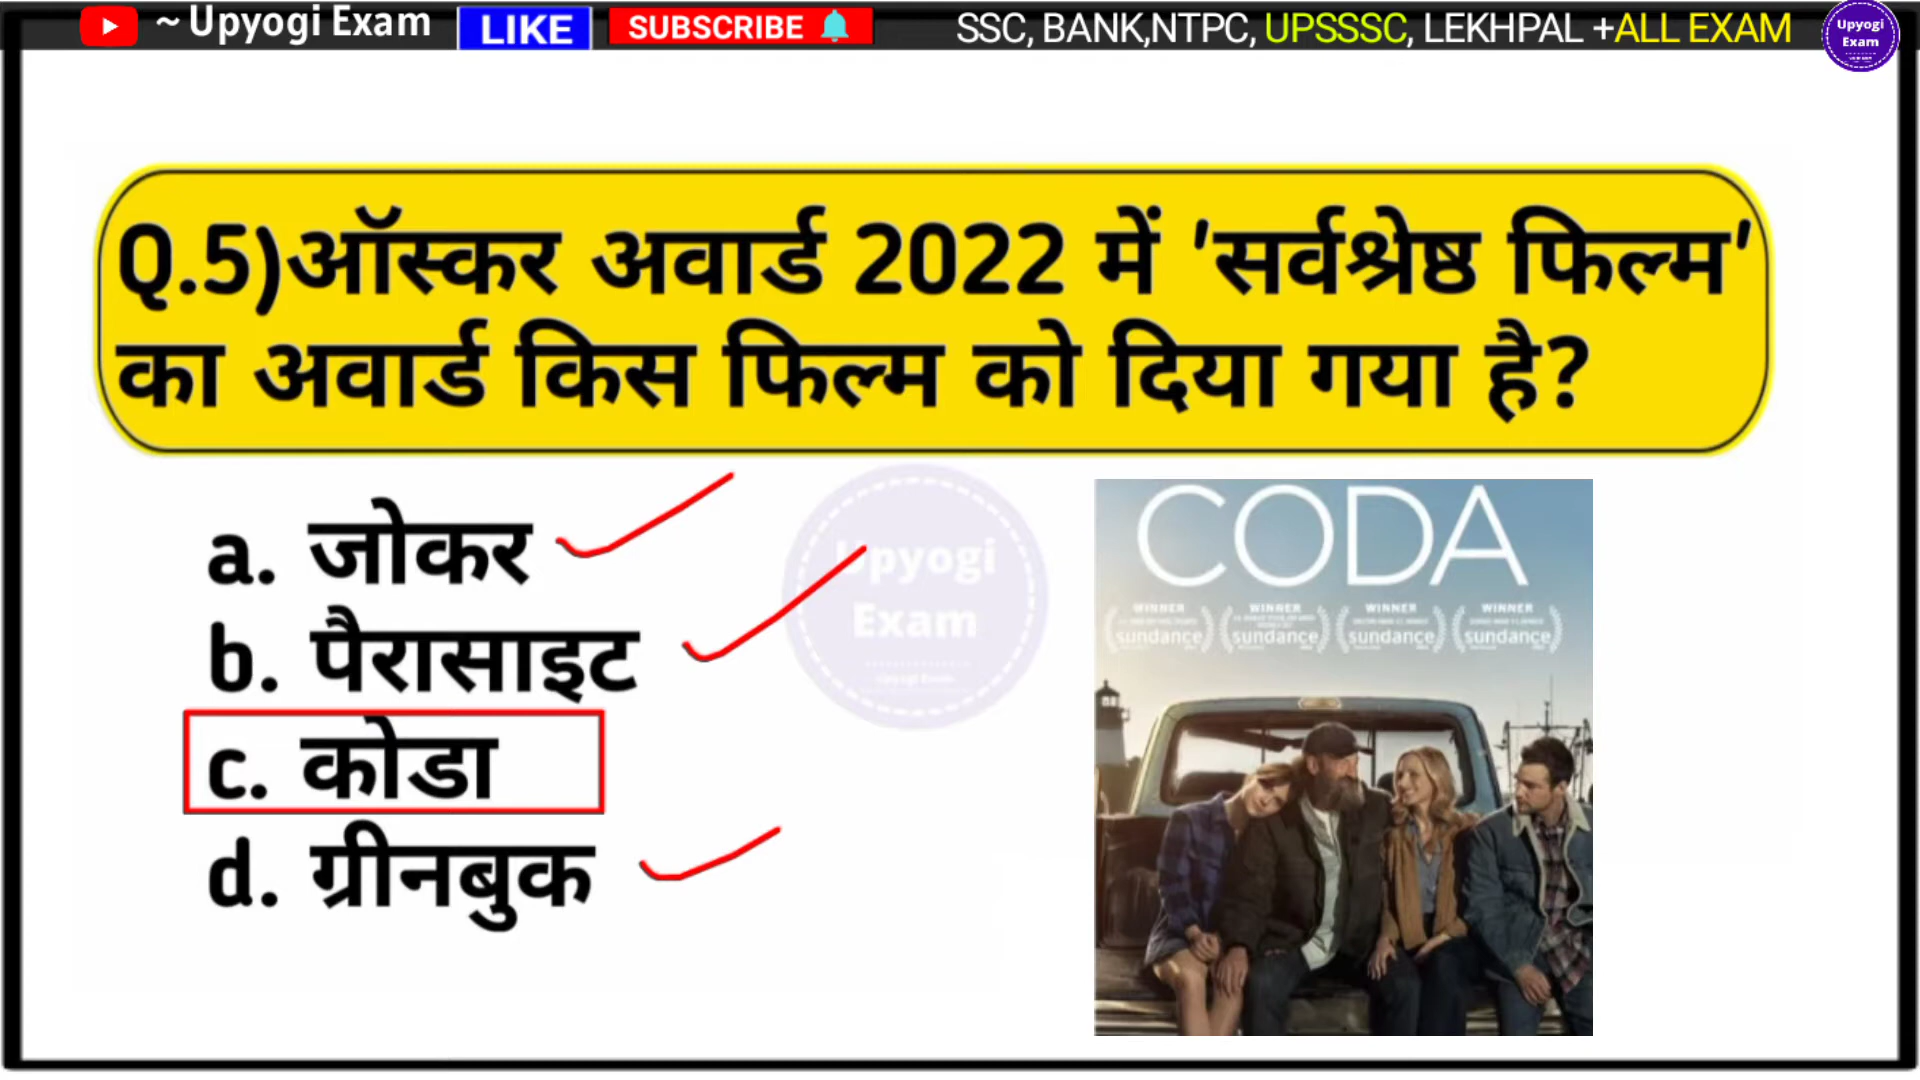 ~ Upyogi Exam LIKE SUBSCRIBE SSC, BANK,NTPC, UPSSSC, LEKHPAL +ALL EXAM
Upyogi
Exam
Q.5)ऑस्कर अवार्ड 2022 में 'सर्वश्रेष्ठ फिल्म'
का अवार्ड किस फिल्म को दिया गया है?
a. जोकर
b. पैरासाइट
c. कोडा
d. ग्रीनबुक
Upyogi
Exam
CODA
WINNER WINNER WINNER WINNER
sundance sundance sundance sundance